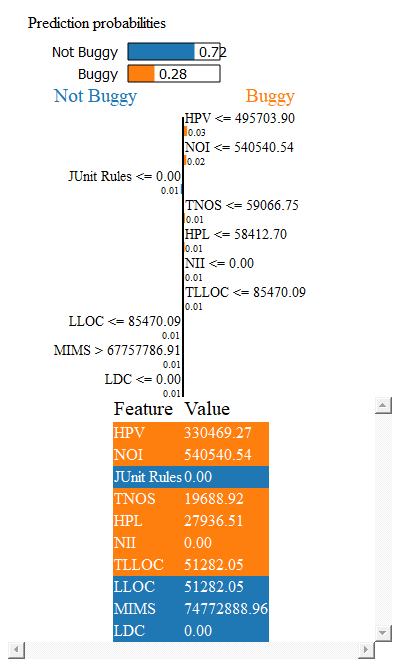 Prediction probabilities
Not Buggy 0.72
Buggy 0.28
Not Buggy Buggy
HPV <= 495703.90
0.03
NOI <= 540540.54
0.02
JUnit Rules <= 0.00
0.01
TNOS <= 59066.75
0.01
HPL <= 58412.70
0.01
NII <= 0.00
0.01
TLLOC <= 85470.09
0.01
LLOC <= 85470.09
0.01
MIMS > 67757786.91
0.01
LDC <= 0.00
0.01
Feature Value
HPV 330469.27
NOI 540540.54
JUnit Rules 0.00
TNOS 19688.92
HPL 27936.51
NII 0.00
TLLOC 51282.05
LLOC 51282.05
MIMS 74772888.96
LDC 0.00